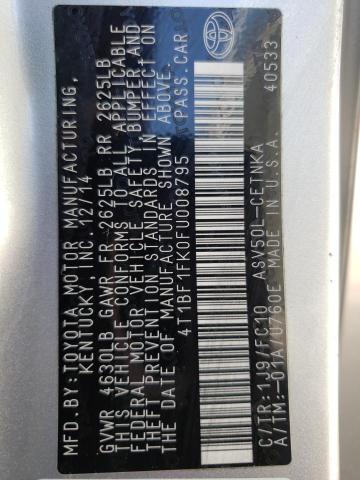 MFD.BY:TOYOTA MOTOR MANUFACTURING,
KENTUCKY, INC. 12/14
GVWR 4630LB GAWR FR 2625LB RR 2625LB
THIS VEHICLE CONFORMS TO ALL APPLICABLE
FEDERAL MOTOR VEHICLE SAFETY BUMPER,AND
THEFT PREVENTION STANDARDS IN EFFECT ON
THE DATE OF MANUFACTURE SHOWN ABOVE.
4T1BF1FK0FU008795 PASS.CAR
C/TR:1J9/FC10 ASV50L-CETNKA
A/TM:-01A/U760E MADE IN U.S.A. 40533
TOYOTA